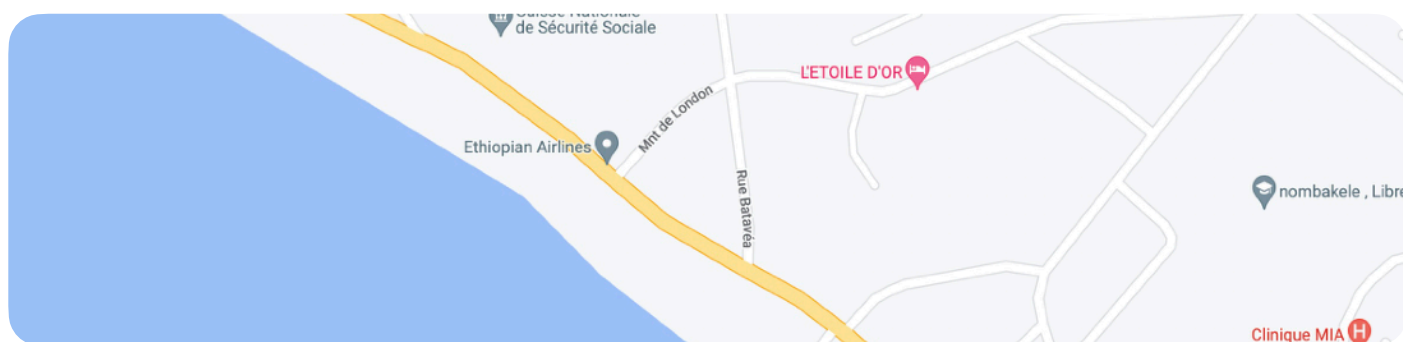 de Sécurité Sociale
L'ETOILE D'OR
Mnt de London
Ethiopian Airlines
Rue Batavéa
nombakele , Libre
Clinique MIA
H